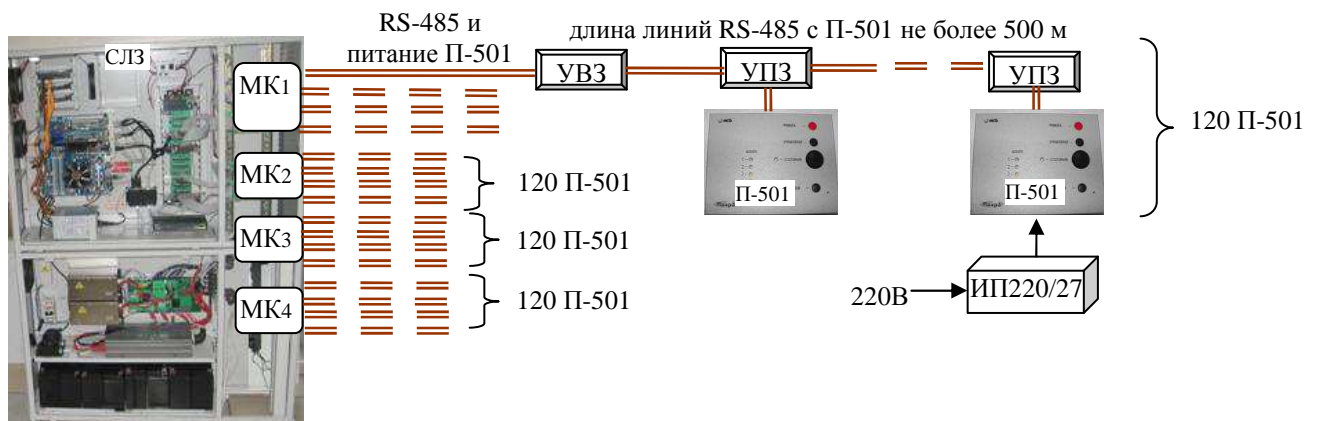 RS-485 и
питание П-501
длина линий RS-485 с П-501 не более 500 м
СЛЗ
МК1
УВЗ
УПЗ
УПЗ
120 П-501
МК2
120 П-501
П-501
П-501
МК3
120 П-501
МК4
120 П-501
220В
ИП220/27